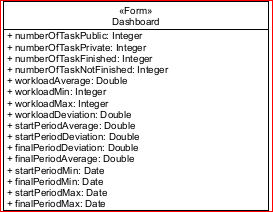 «Form»
Dashboard
+ numberOfTaskPublic: Integer
+ numberOfTaskPrivate: Integer
+ numberOfTaskFinished: Integer
+ numberOfTaskNotFinished: Integer
+ workloadAverage: Double
+ workloadMin: Integer
+ workloadMax: Integer
+ workloadDeviation: Double
+ startPeriodAverage: Double
+ startPeriodDeviation: Double
+ finalPeriodDeviation: Double
+ finalPeriodAverage: Double
+ startPeriodMin: Date
+ finalPeriodMin: Date
+ startPeriodMax: Date
+ finalPeriodMax: Date